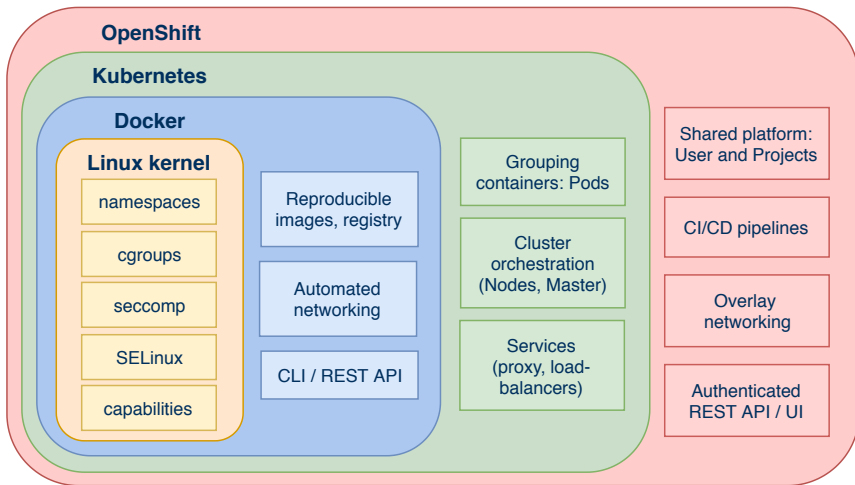 OpenShift
Kubernetes
Docker
Linux kernel
namespaces
cgroups
seccomp
SELinux
capabilities
Reproducible
images, registry
Automated
networking
CLI / REST API
Grouping
containers: Pods
Cluster
orchestration
(Nodes, Master)
Services
(proxy, load-
balancers)
Shared platform:
User and Projects
CI/CD pipelines
Overlay
networking
Authenticated
REST API / UI